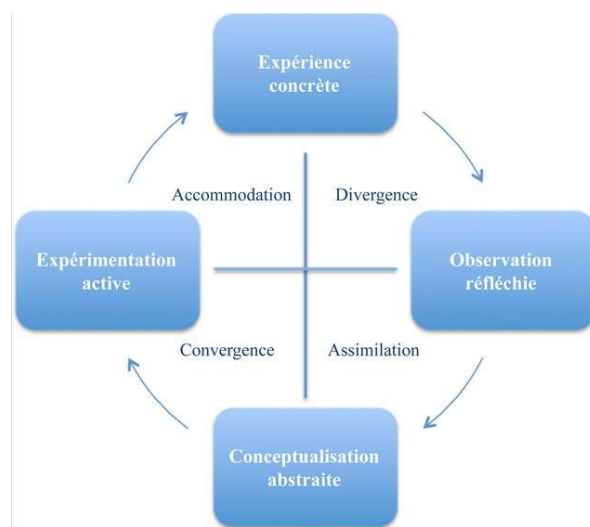 Expérience
concrète
Accommodation
Divergence
Expérimentation
active
Observation
réfléchie
Convergence
Assimilation
Conceptualisation
abstraite